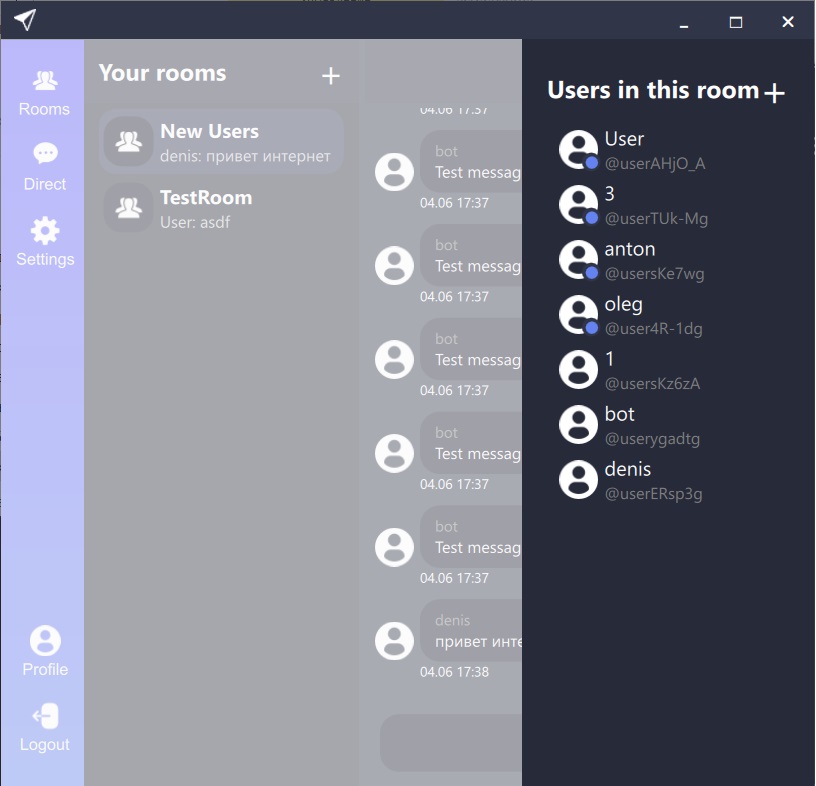 Rooms
Direct
Settings
Profile
Logout
Your rooms +
New Users
denis: привет интернет
TestRoom
User: asdf
04.06 17:37
bot
Test messag
04.06 17:37
bot
Test messag
04.06 17:37
bot
Test messag
04.06 17:37
bot
Test messag
04.06 17:37
bot
Test messag
04.06 17:37
denis
привет инте
04.06 17:38
Users in this room +
User
@userAHjO_A
3
@userTUk-Mg
anton
@usersKe7wg
oleg
@user4R-1dg
1
@usersKz6zA
bot
@userygadtg
denis
@userERsp3g